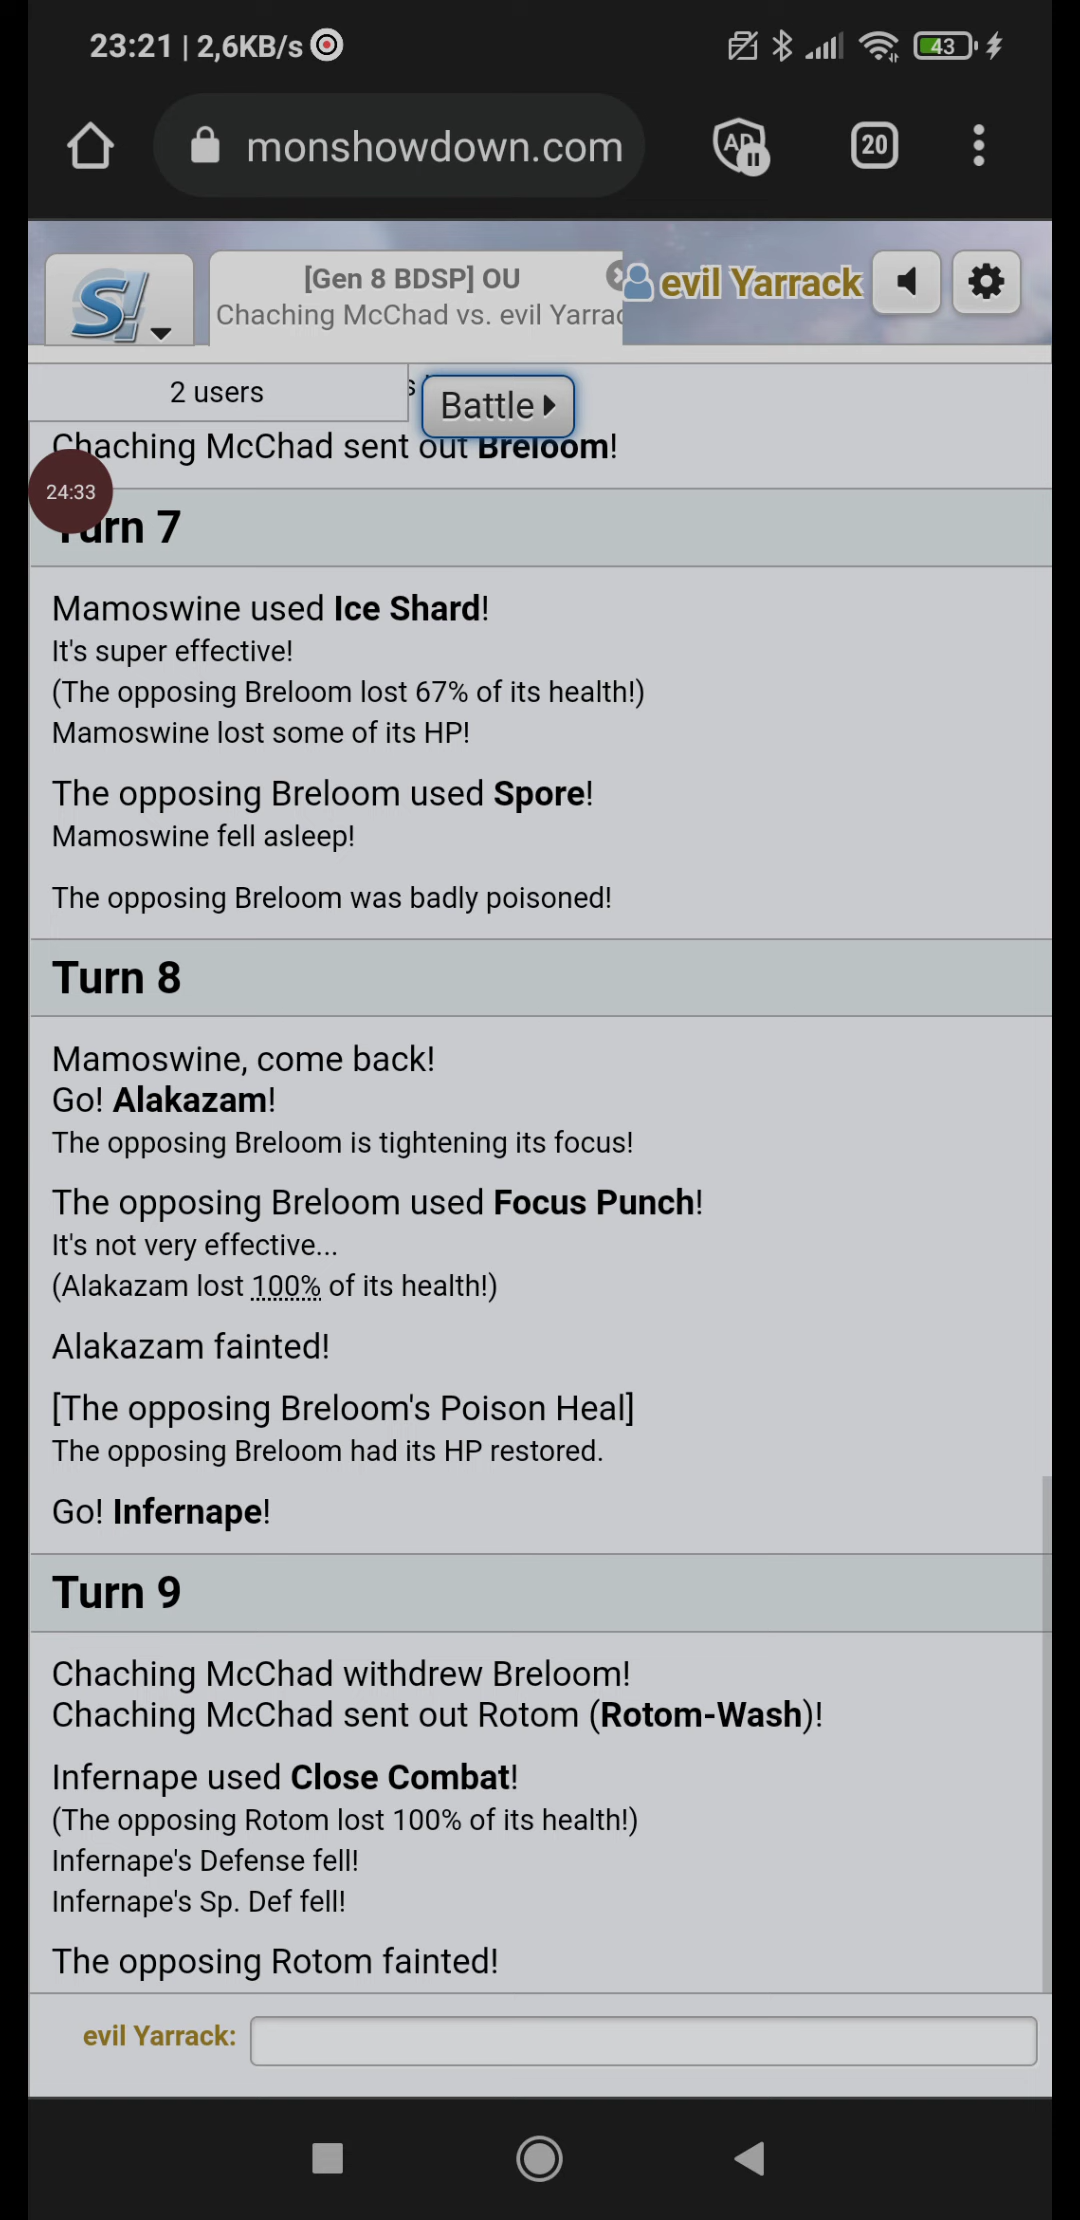 23:21 | 2,6KB/s
43
monshowdown.com
AD
20
S!
[Gen 8 BDSP] OU
Chaching McChad vs. evil Yarrac
evil Yarrack
2 users
Battle
Chaching McChad sent out Breloom!
24:33
Turn 7
Mamoswine used Ice Shard!
It's super effective!
(The opposing Breloom lost 67% of its health!)
Mamoswine lost some of its HP!
The opposing Breloom used Spore!
Mamoswine fell asleep!
The opposing Breloom was badly poisoned!
Turn 8
Mamoswine, come back!
Go! Alakazam!
The opposing Breloom is tightening its focus!
The opposing Breloom used Focus Punch!
It's not very effective...
(Alakazam lost 100% of its health!)
Alakazam fainted!
[The opposing Breloom's Poison Heal]
The opposing Breloom had its HP restored.
Go! Infernape!
Turn 9
Chaching McChad withdrew Breloom!
Chaching McChad sent out Rotom (Rotom-Wash)!
Infernape used Close Combat!
(The opposing Rotom lost 100% of its health!)
Infernape's Defense fell!
Infernape's Sp. Def fell!
The opposing Rotom fainted!
evil Yarrack: